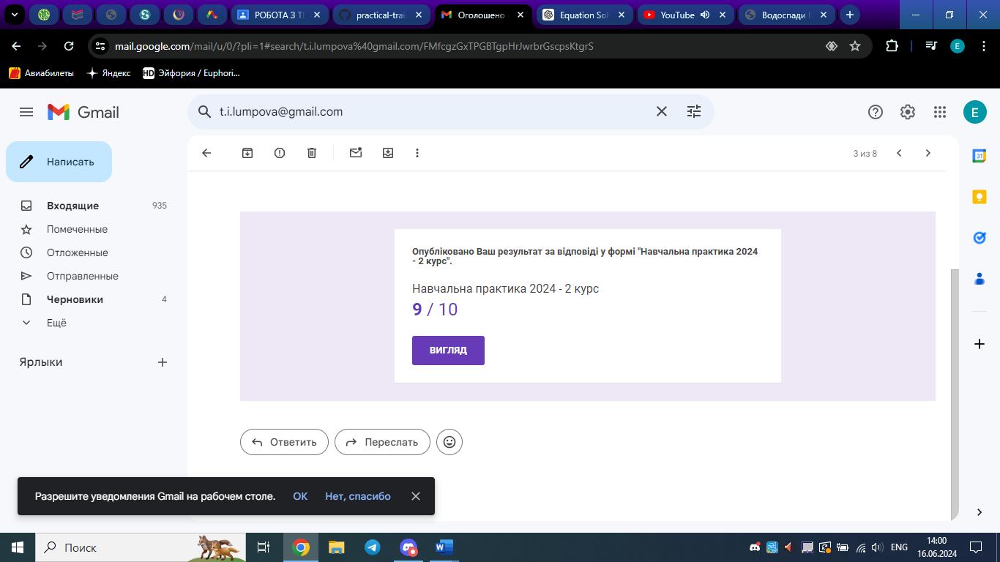 РОБОТА З ТІ
practical-trai
Оголошено
Equation Sol
YouTube
Водоспади І
mail.google.com/mail/u/0/?pli=1#search/t.i.lumpova%40gmail.com/FMfcgzGxTPGBTgpHrJwrbrGscpsKtgrS
E
Авиабилеты
Яндекс
HD Эйфория / Euphori...
Gmail
t.i.lumpova@gmail.com
E
Написать
3 из 8
31
Входящие 935
Помеченные
Отложенные
Отправленные
Черновики 4
Ещё
Ярлыки
Опубліковано Ваш результат за відповіді у формі "Навчальна практика 2024
- 2 курс".
Навчальна практика 2024 - 2 курс
9 / 10
ВИГЛЯД
Ответить
Переслать
Разрешите уведомления Gmail на рабочем столе. ОК Нет, спасибо
Поиск
ENG
14:00
16.06.2024